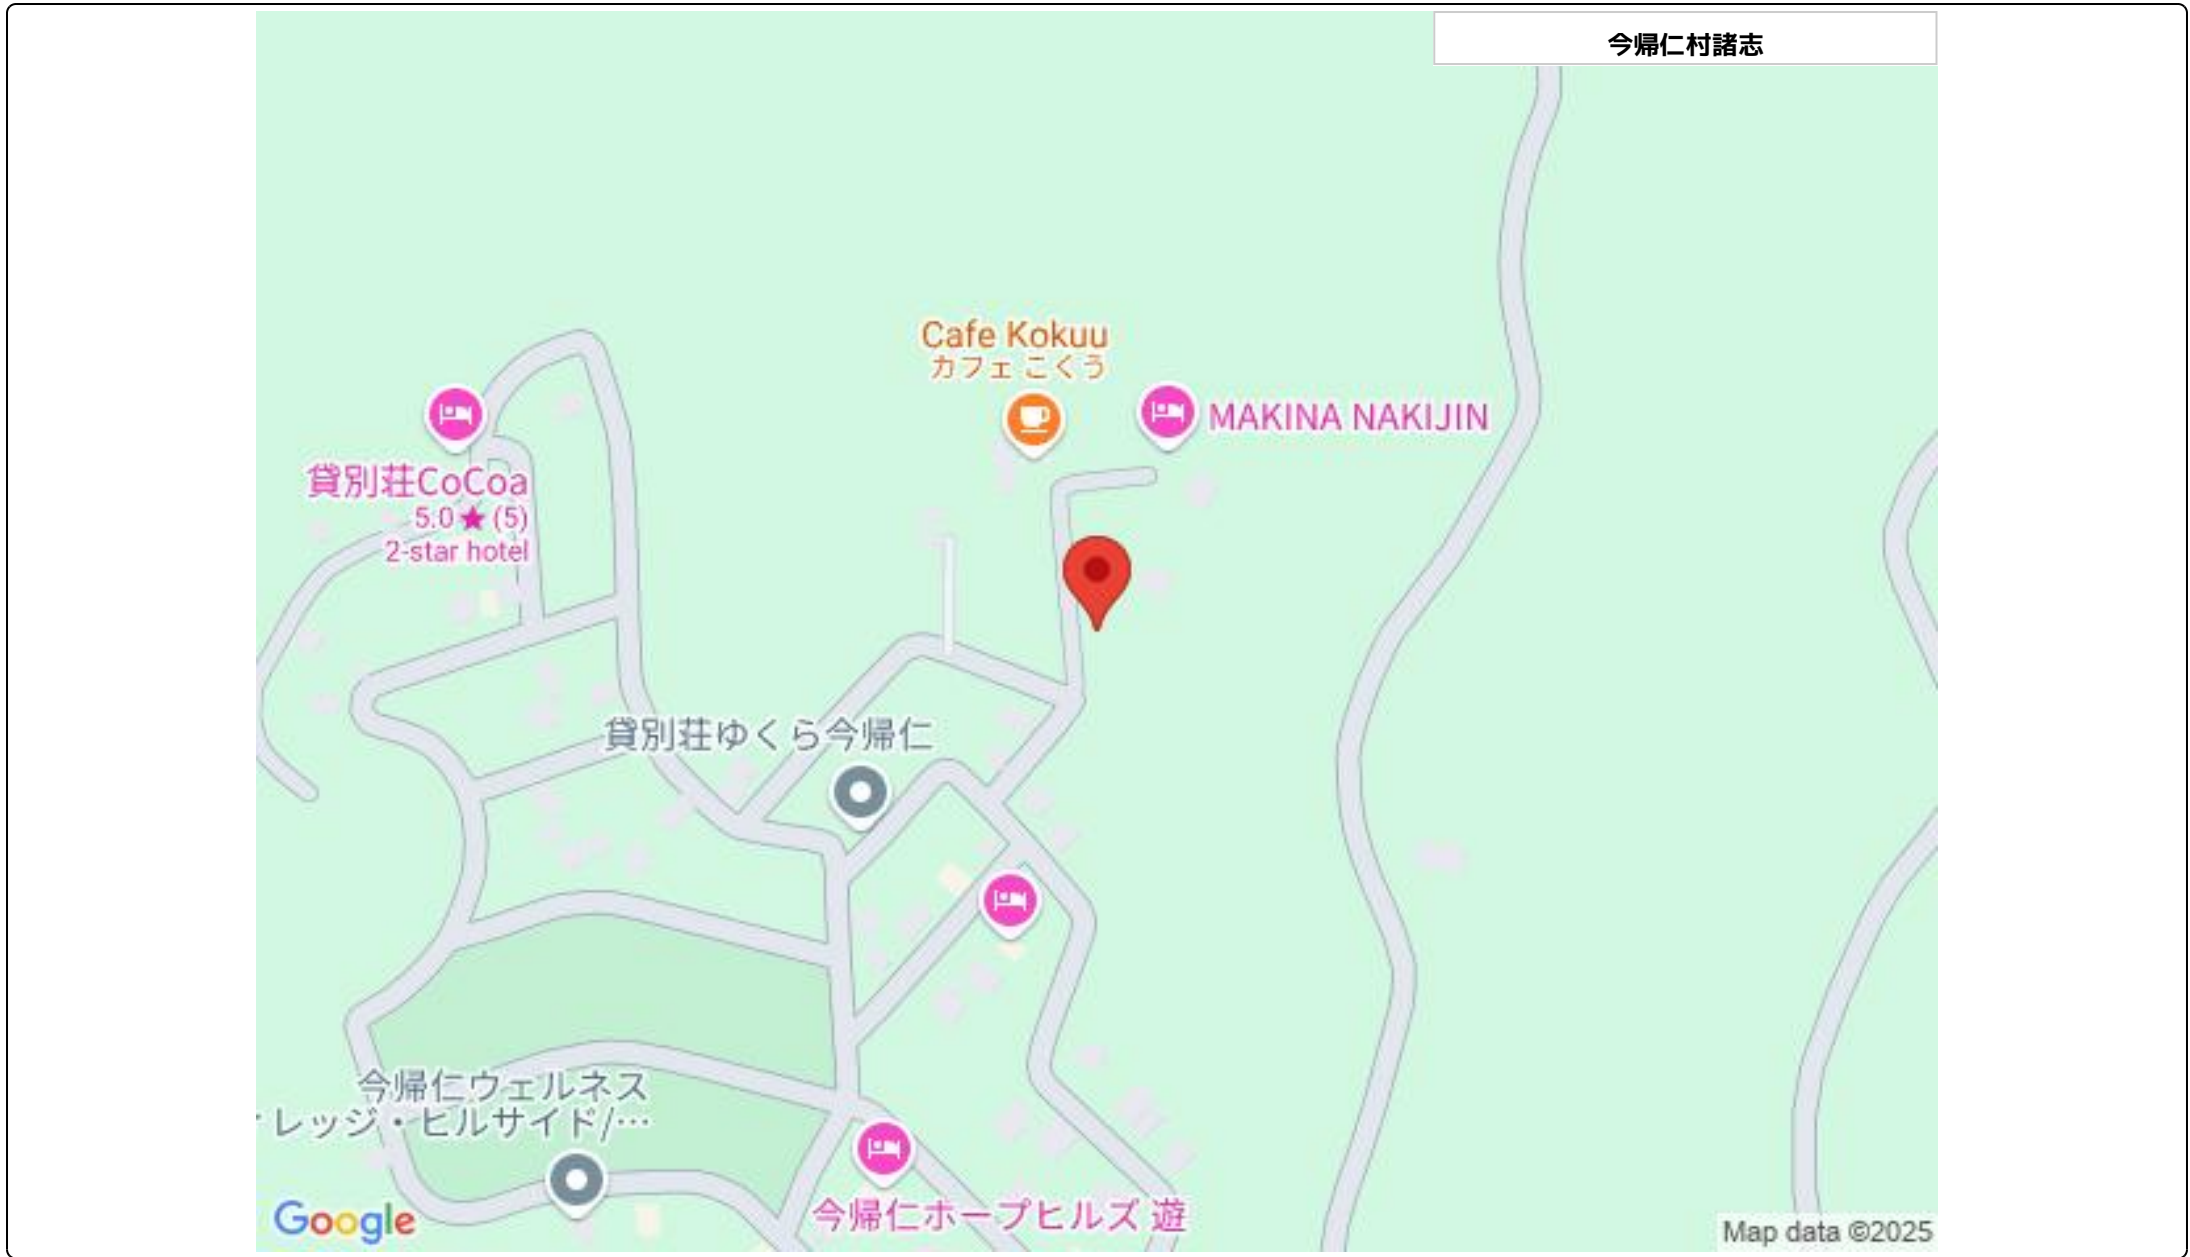 今帰仁村諸志
Cafe Kokuu
カフェ こくう
MAKINA NAKIJIN
貸別荘CoCoa
5.0★ (5)
2-star hotel
貸別荘ゆくら今帰仁
今帰仁ウェルネス
レッジ・ヒルサイド/…
今帰仁ホープヒルズ 遊
Google
Map data ©2025